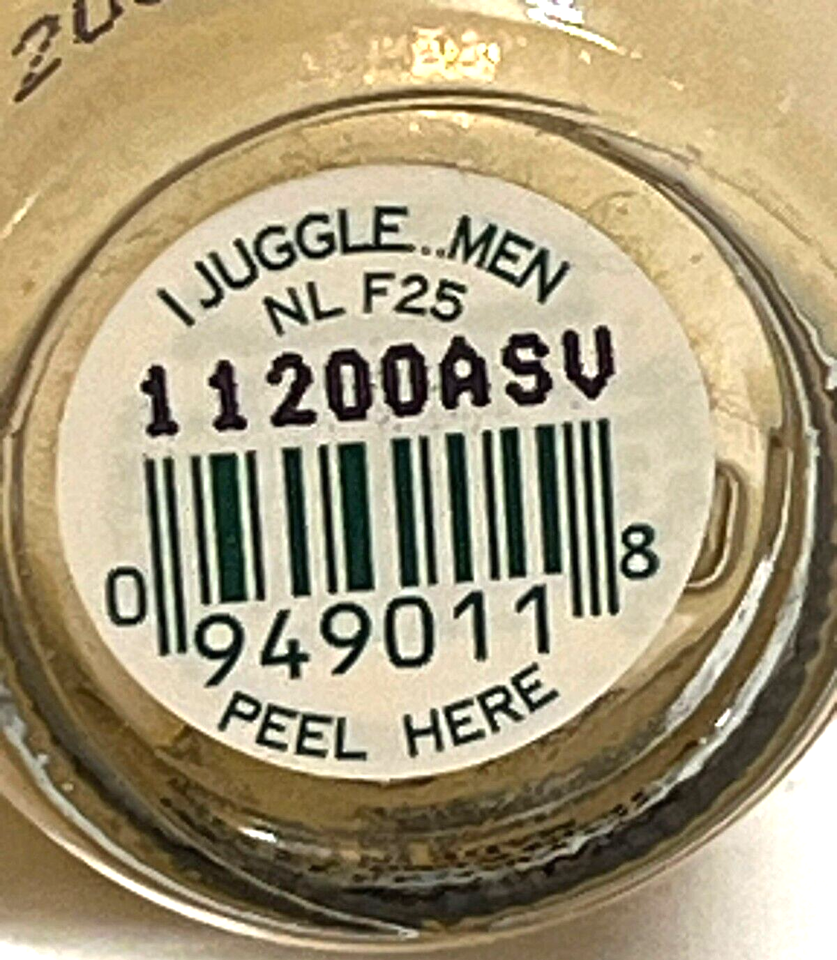 I JUGGLE...MEN
NL F25
11200ASV
0 949011 8
PEEL HERE